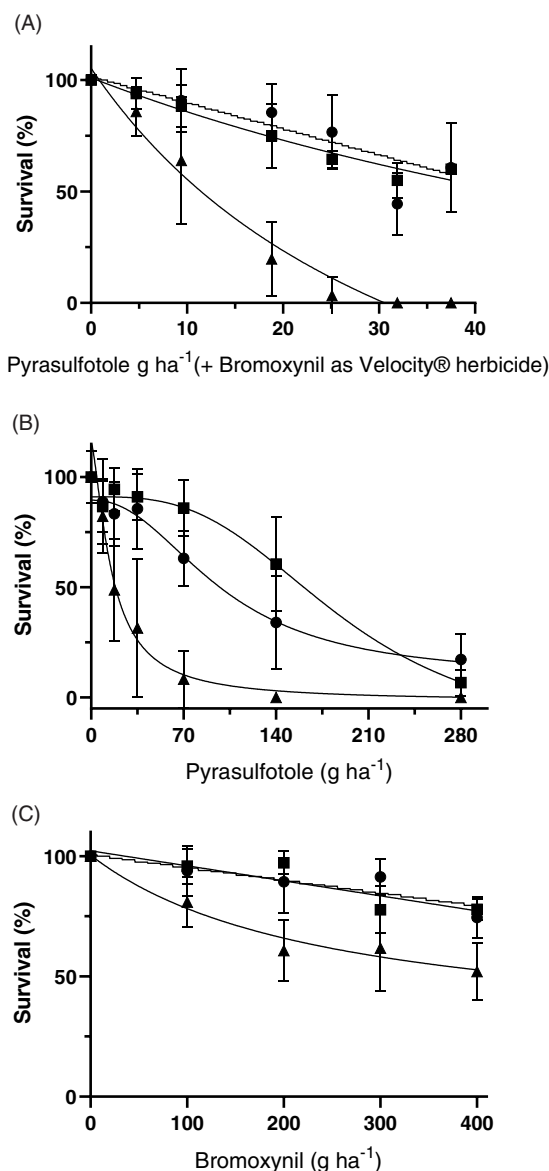 (A)
100
50
0
Survival (%)
0 10 20 30 40
Pyrasulfotole g ha-1(+ Bromoxynil as Velocity® herbicide)
(B)
100
50
0
Survival (%)
0 70 140 210 280
Pyrasulfotole (g ha-1)
(C)
100
50
0
Survival (%)
0 100 200 300 400
Bromoxynil (g ha-1)